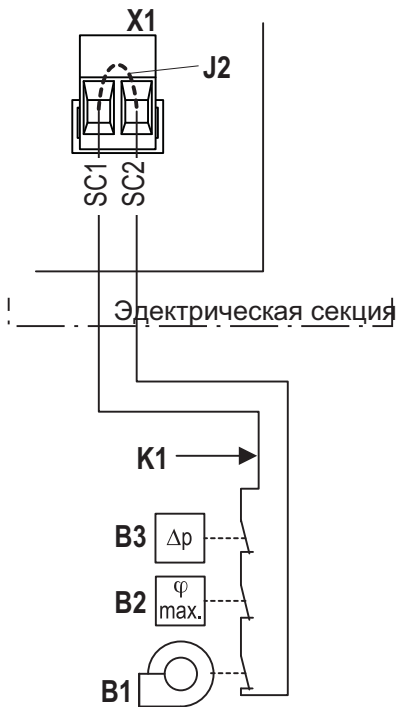 X1
J2
SC1
SC2
Эдектрическая секция
K1
B3
Δp
B2
φ
max.
B1